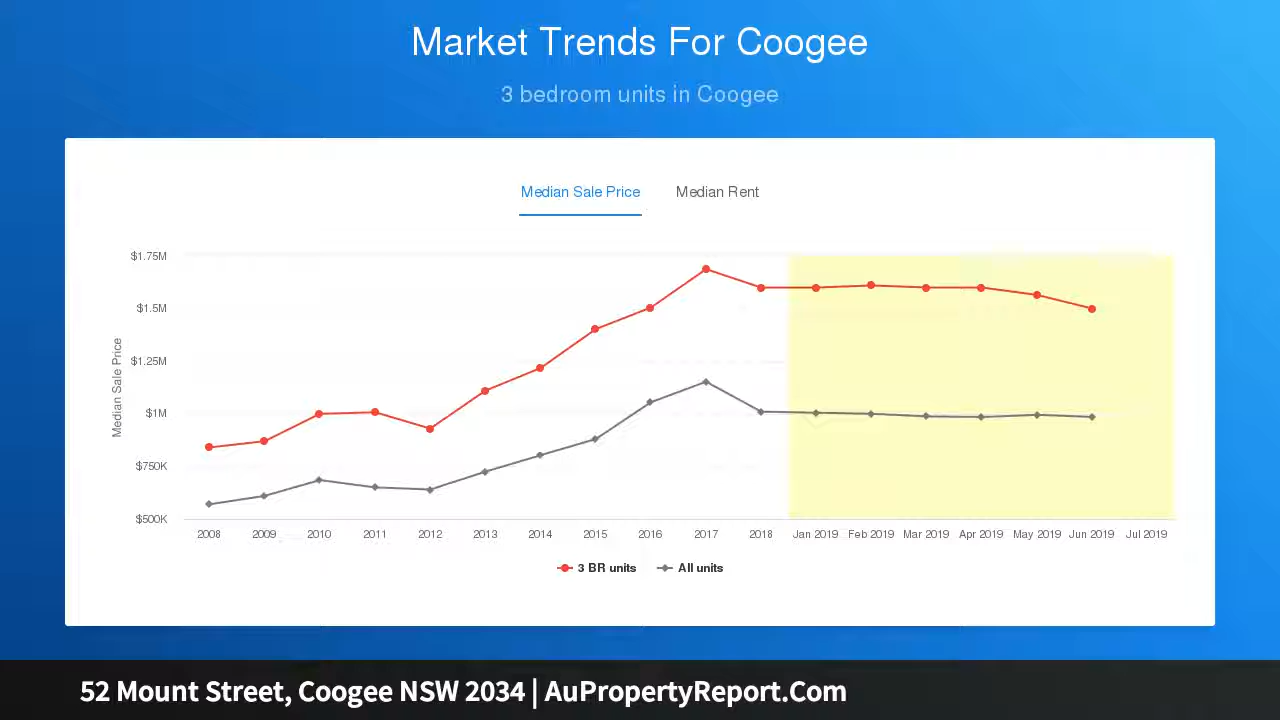 Market Trends For Coogee
3 bedroom units in Coogee
Median Sale Price Median Rent
$1.75M
$1.5M
$1.25M
$1M
$750K
$500K
Median Sale Price
2008 2009 2010 2011 2012 2013 2014 2015 2016 2017 2018 Jan 2019 Feb 2019 Mar 2019 Apr 2019 May 2019 Jun 2019 Jul 2019
3 BR units All units
52 Mount Street, Coogee NSW 2034 | AuPropertyReport.Com